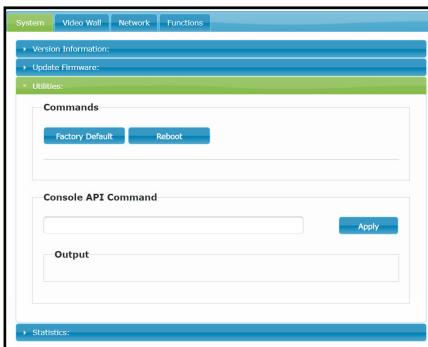 System Video Wall Network Functions
Version Information:
Update Firmware:
Utilities:
Commands
Factory Default Reboot
Console API Command
Apply
Output
Statistics: